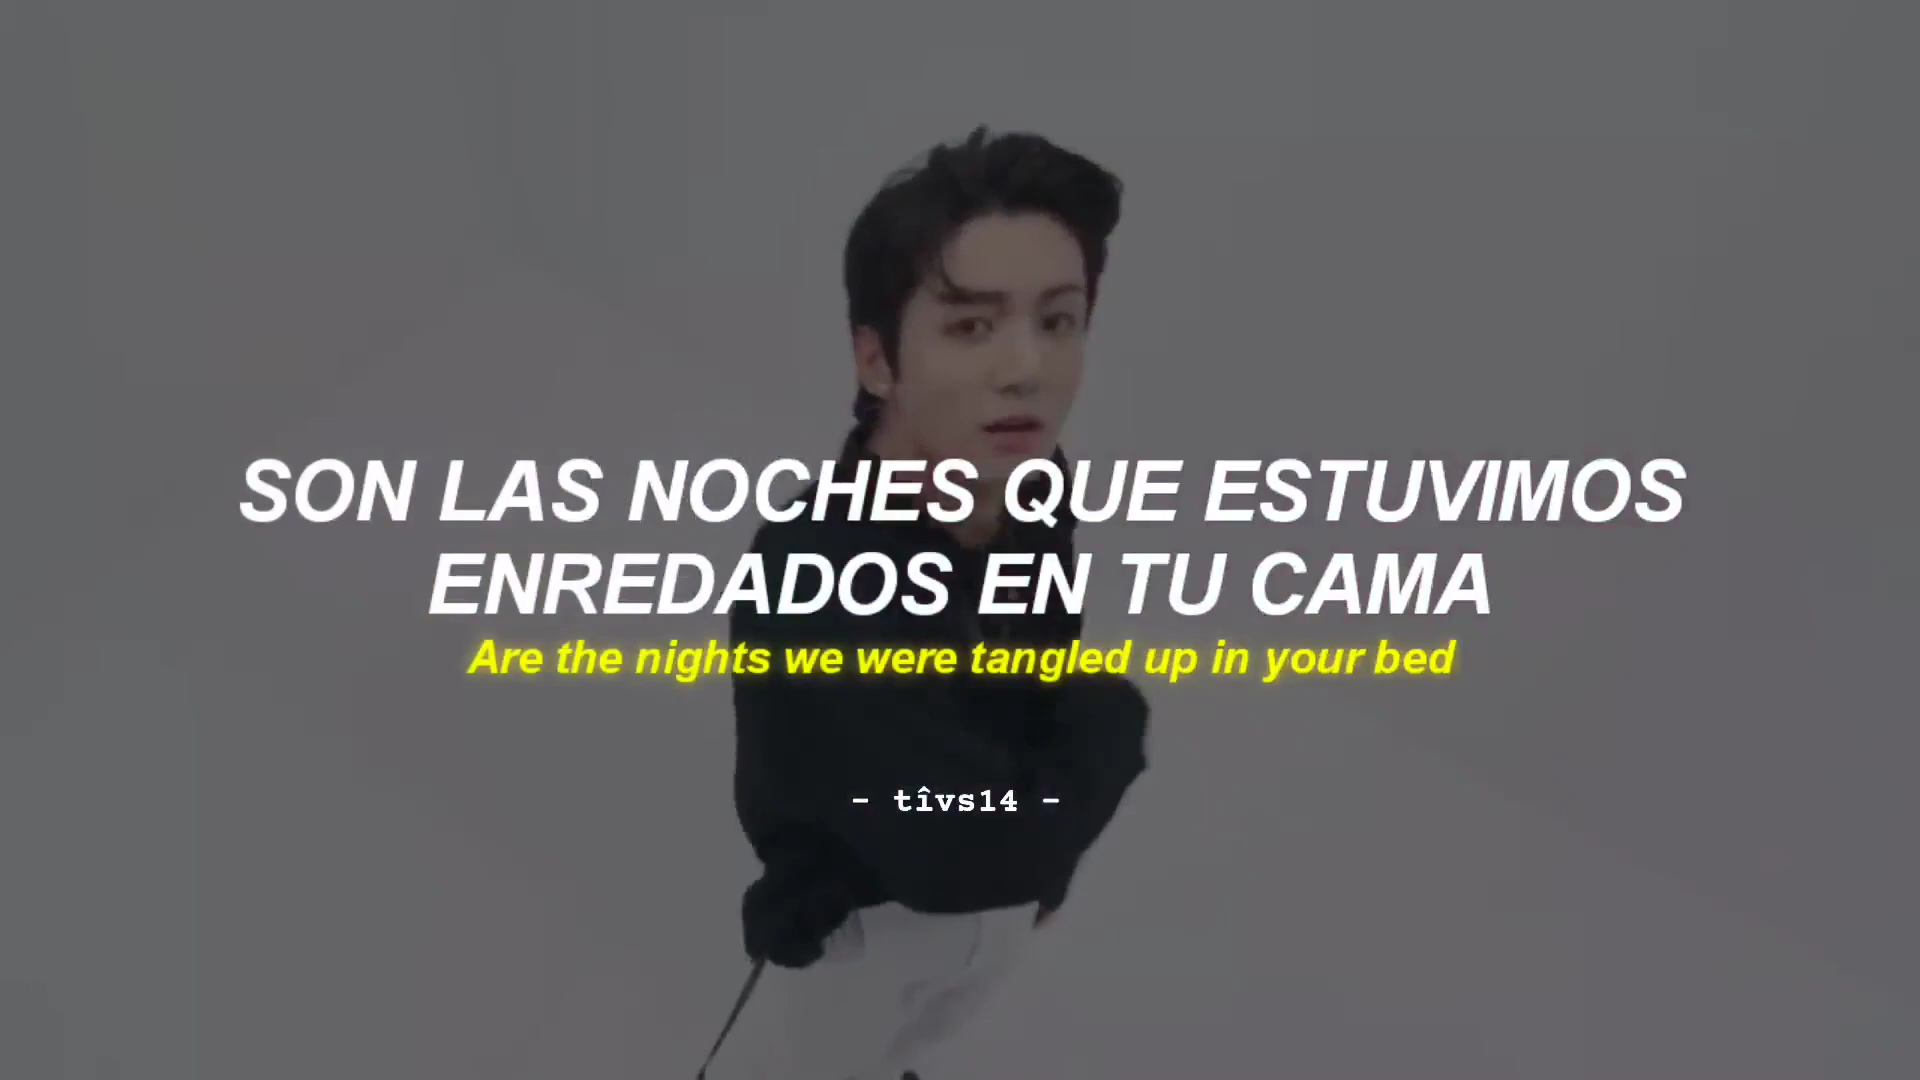 SON LAS NOCHES QUE ESTUVIMOS
ENREDADOS EN TU CAMA
Are the nights we were tangled up in your bed
- tîvs14 -